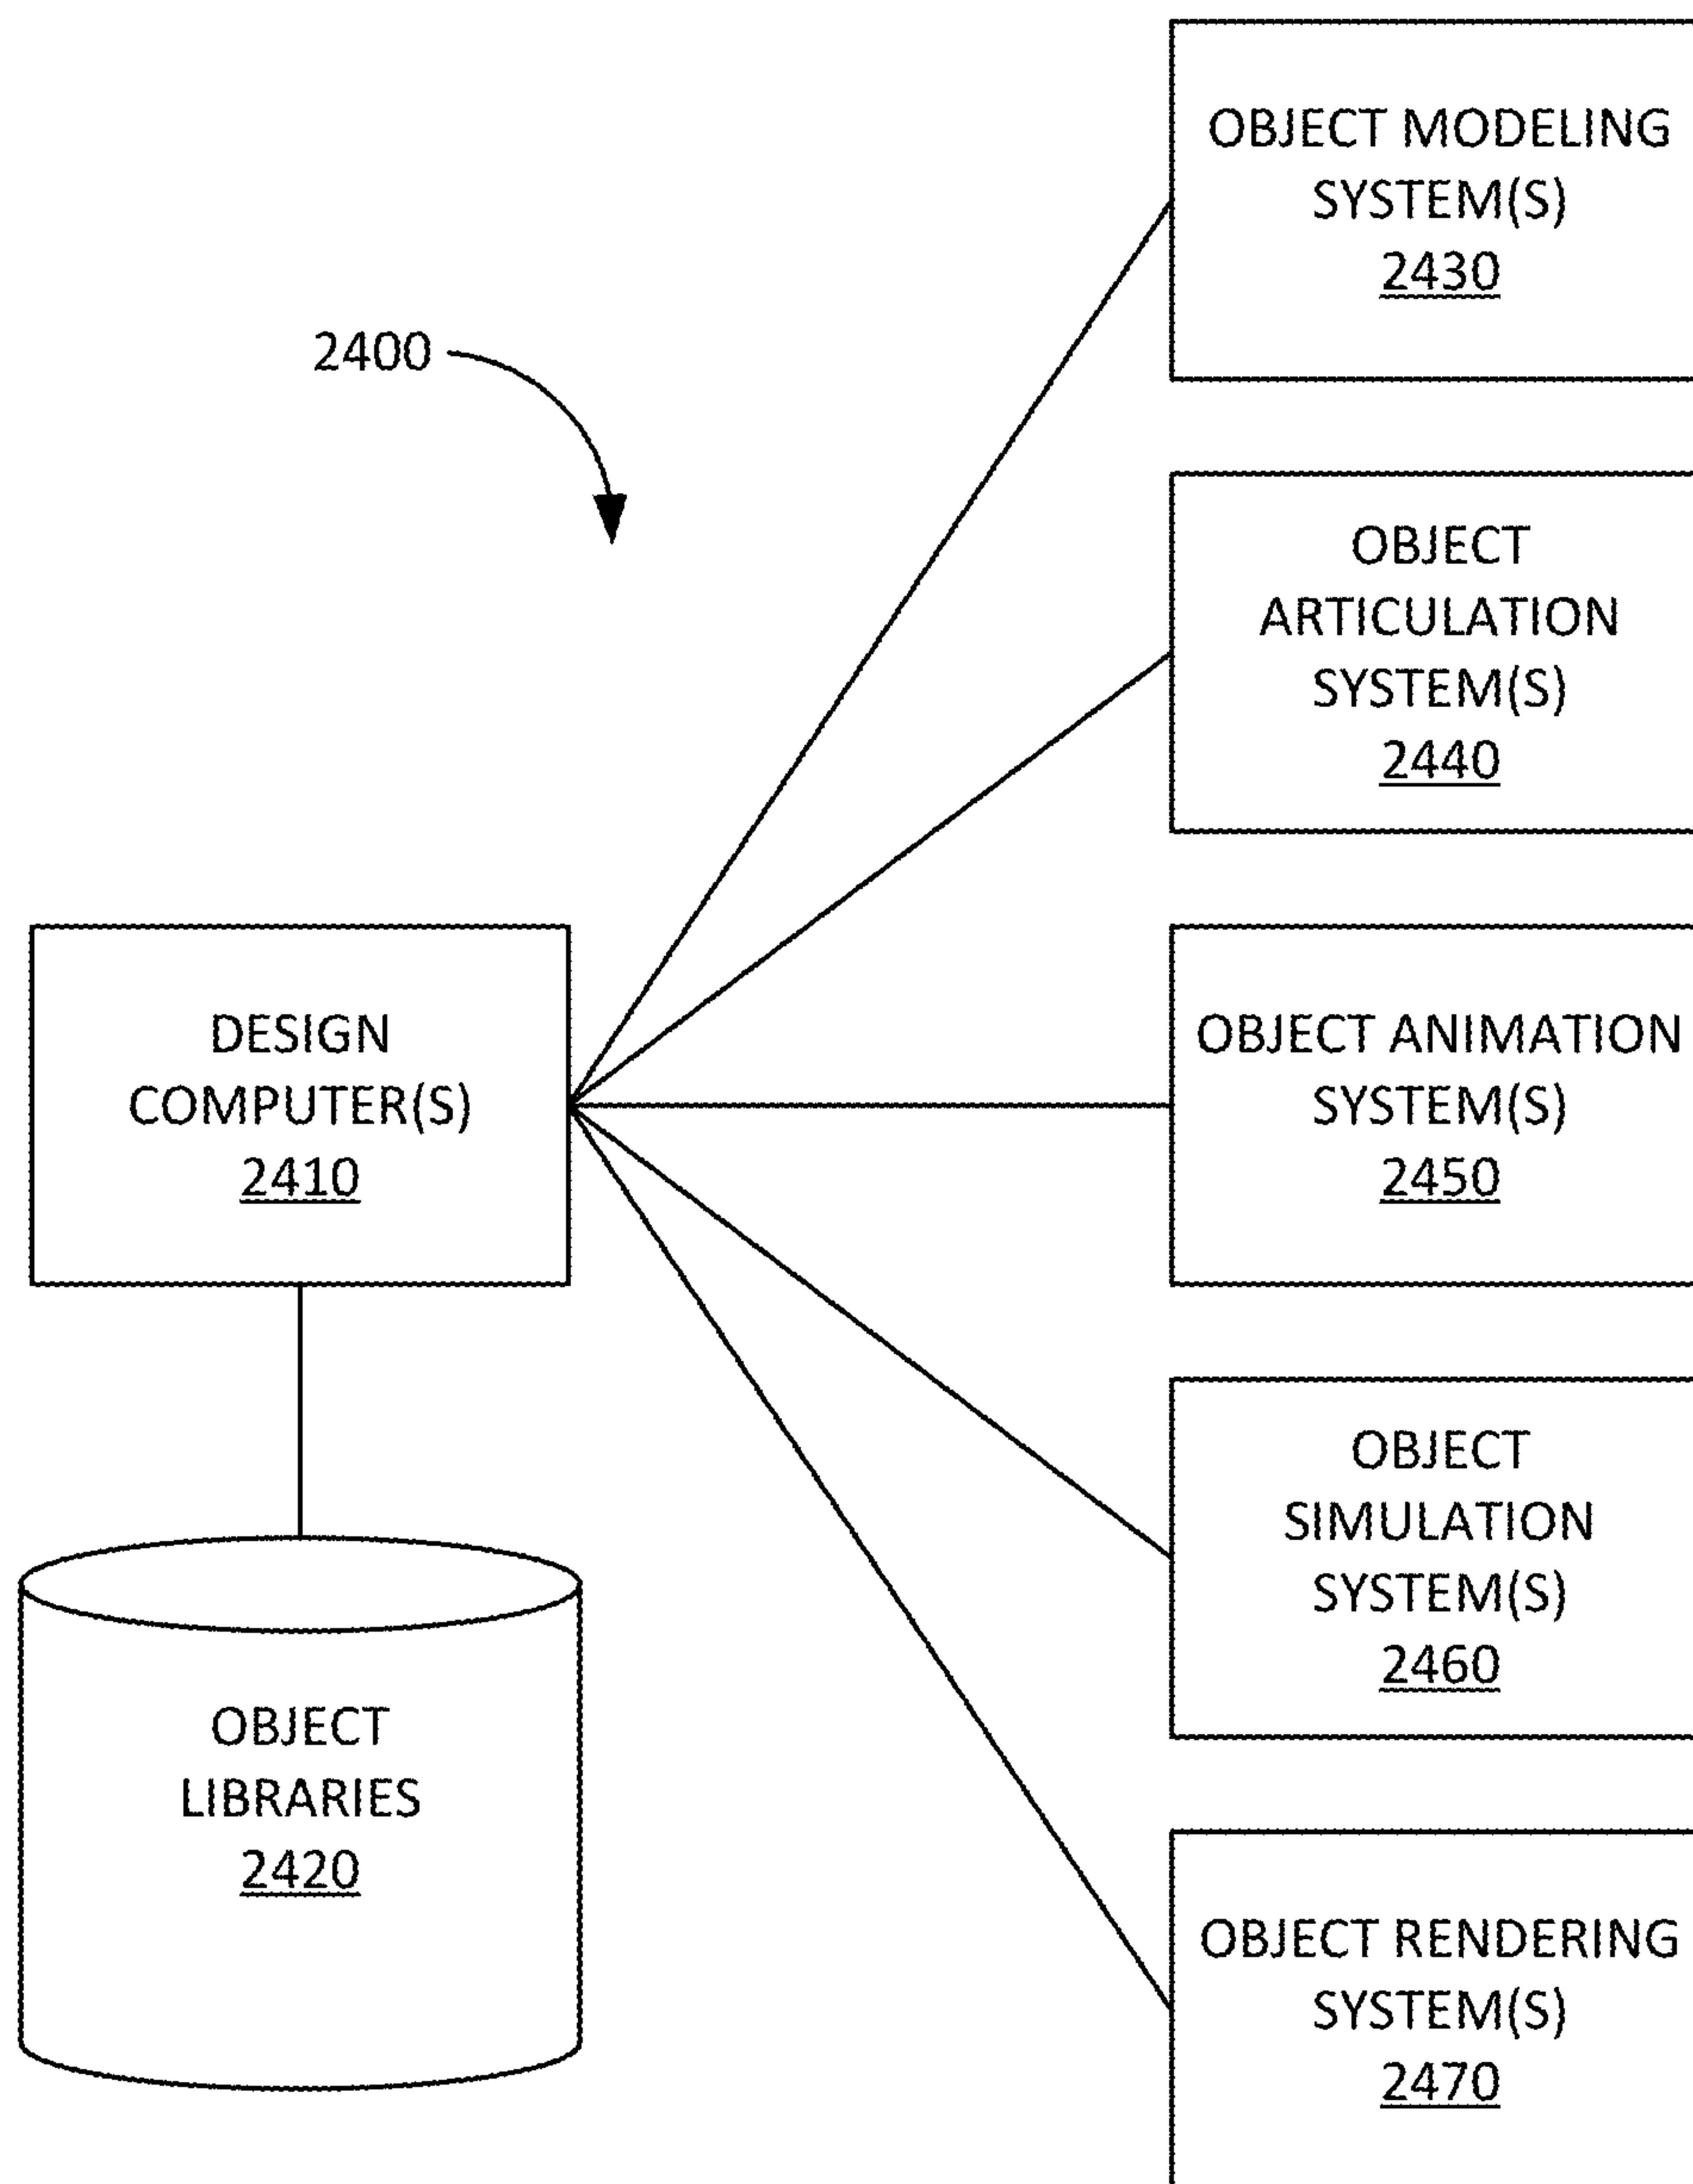 OBJECT MODELING
SYSTEM(S)
2430
2400
OBJECT
ARTICULATION
SYSTEM(S)
2440
DESIGN
COMPUTER(S)
2410
OBJECT ANIMATION
SYSTEM(S)
2450
OBJECT
SIMULATION
SYSTEM(S)
2460
OBJECT
LIBRARIES
2420
OBJECT RENDERING
SYSTEM(S)
2470